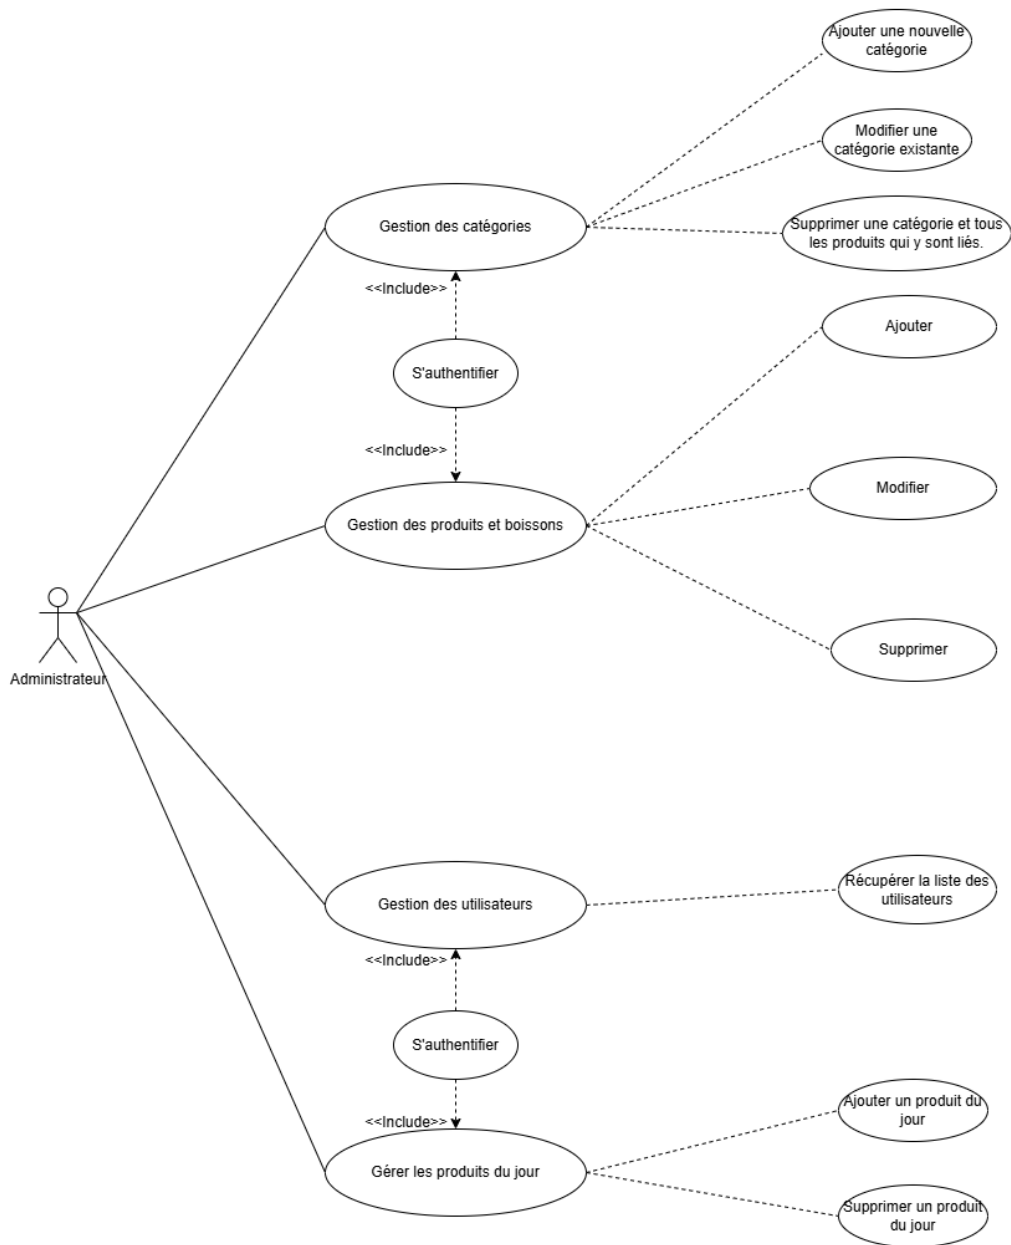 Ajouter une nouvelle
catégorie
Modifier une
catégorie existante
Gestion des catégories
Supprimer une catégorie et tous
les produits qui y sont liés.
<<Include>>
Ajouter
S'authentifier
<<Include>>
Modifier
Gestion des produits et boissons
Supprimer
Administrateur
Récupérer la liste des
utilisateurs
Gestion des utilisateurs
<<Include>>
S'authentifier
Ajouter un produit du
jour
<<Include>>
Gérer les produits du jour
Supprimer un produit
du jour